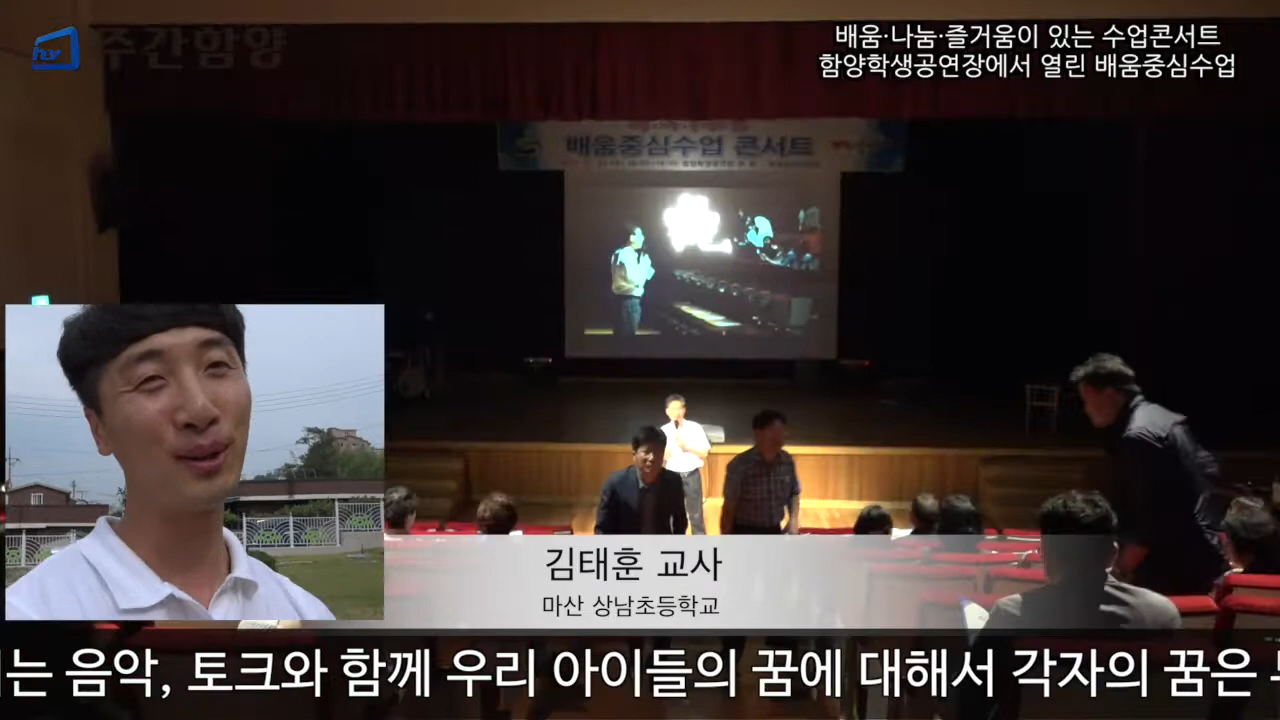 hy
주간함양
배움·나눔·즐거움이 있는 수업콘서트
함양학생공연장에서 열린 배움중심수업
배움중심수업 콘서트
김태훈 교사
마산 상남초등학교
는 음악, 토크와 함께 우리 아이들의 꿈에 대해서 각자의 꿈은